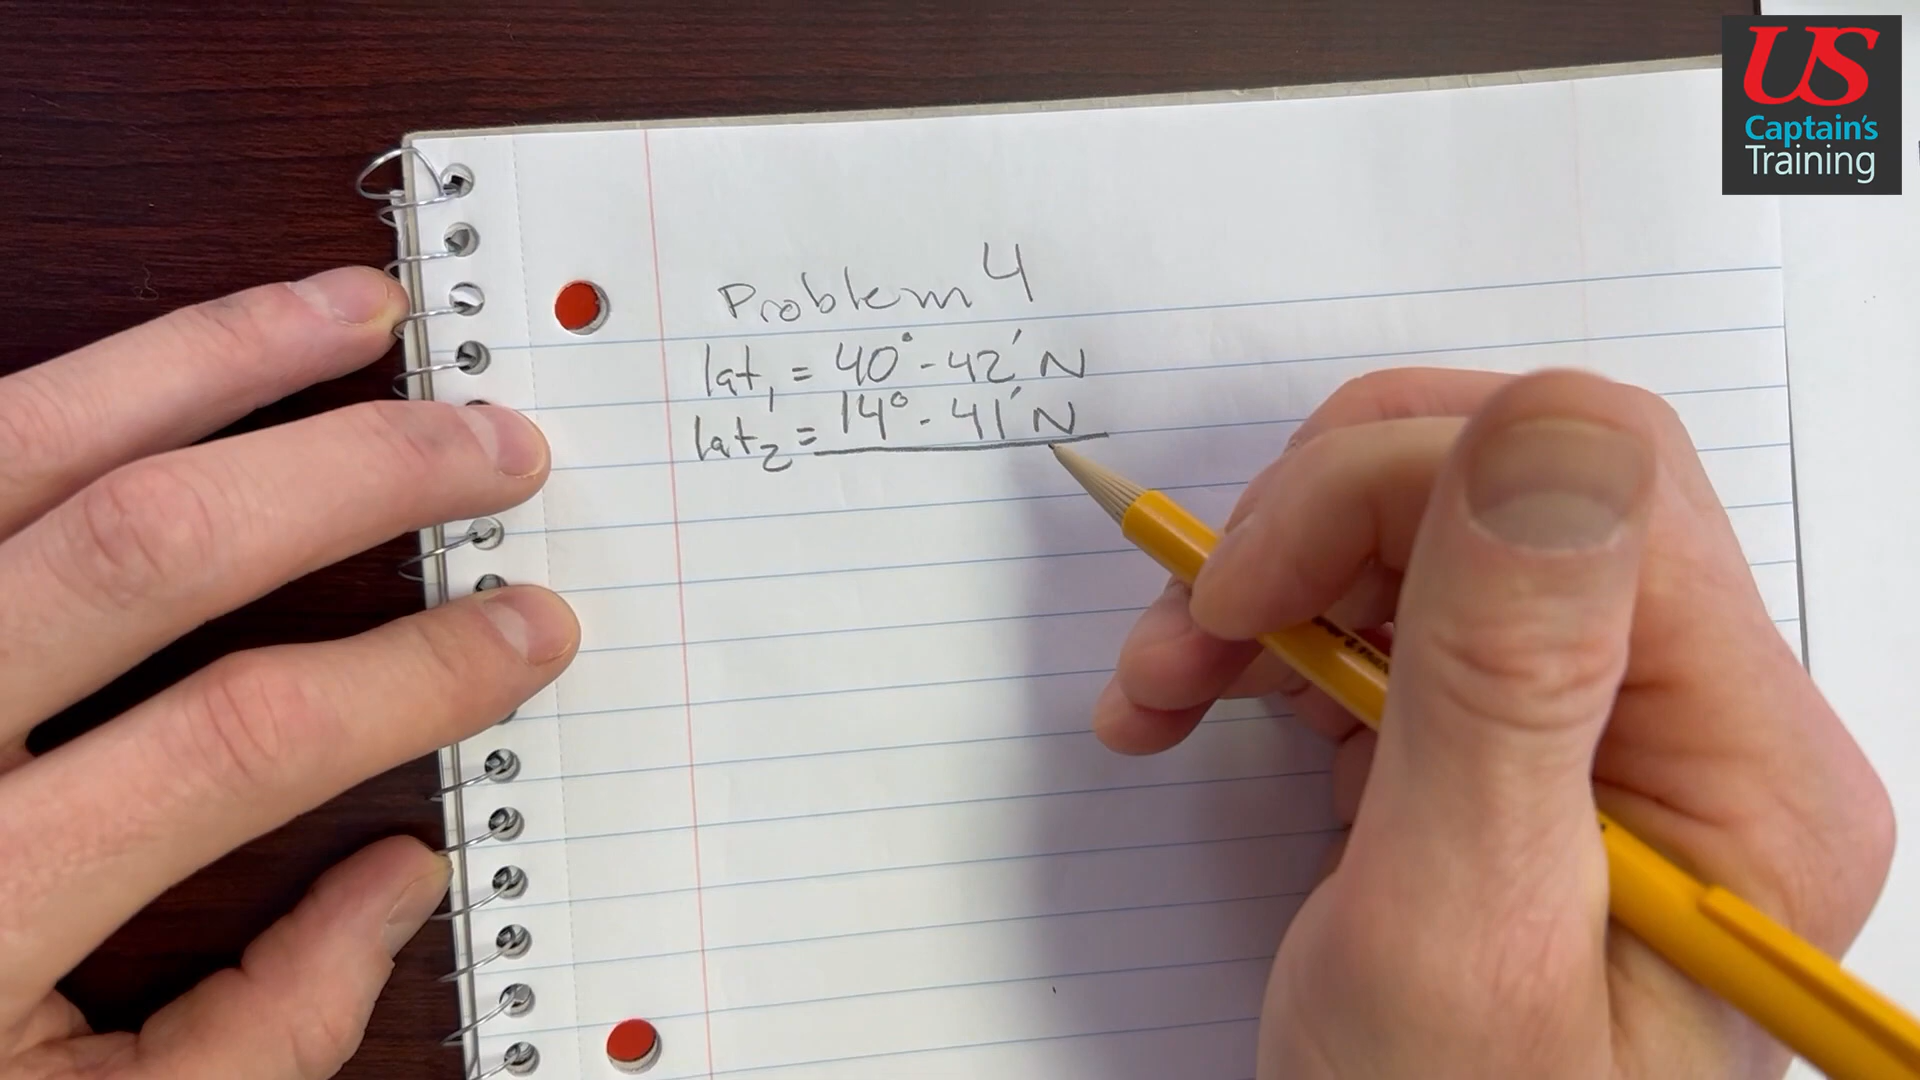 US
Captain's
Training
Problem 4
lat₁ = 40° - 42' N
lat₂ = 14° - 41' N